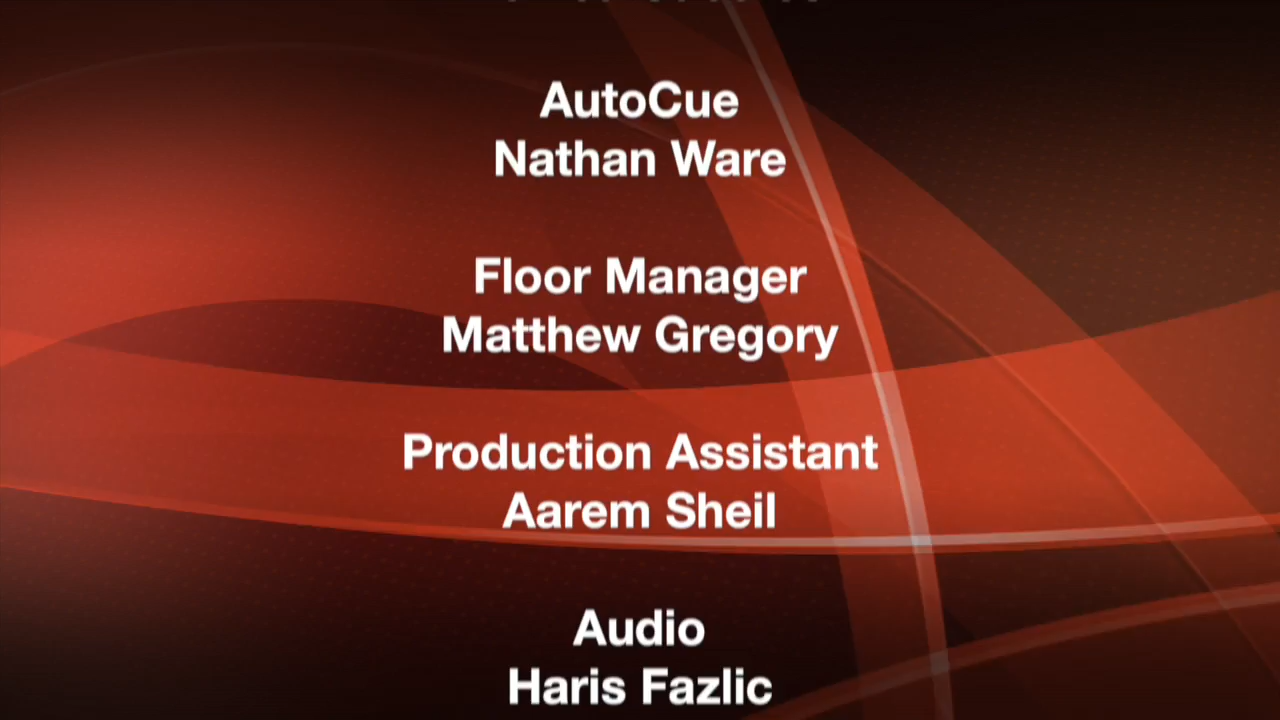 AutoCue
Nathan Ware
Floor Manager
Matthew Gregory
Production Assistant
Aarem Sheil
Audio
Haris Fazlic